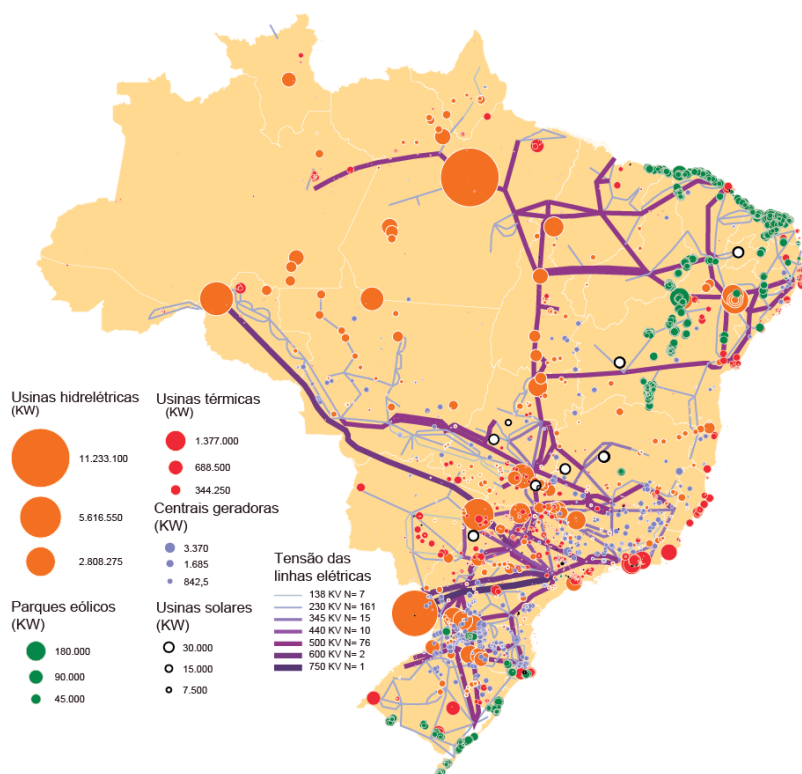 Usinas hidrelétricas
(KW)
11.233.100
5.616.550
2.808.275
Usinas térmicas
(KW)
1.377.000
688.500
344.250
Centrais geradoras
(KW)
3.370
1.685
842,5
Parques eólicos
(KW)
180.000
90.000
45.000
Usinas solares
(KW)
30.000
15.000
7.500
Tensão das
linhas elétricas
138 KV N= 7
230 KV N= 161
345 KV N= 15
440 KV N= 10
500 KV N= 76
600 KV N= 2
750 KV N= 1